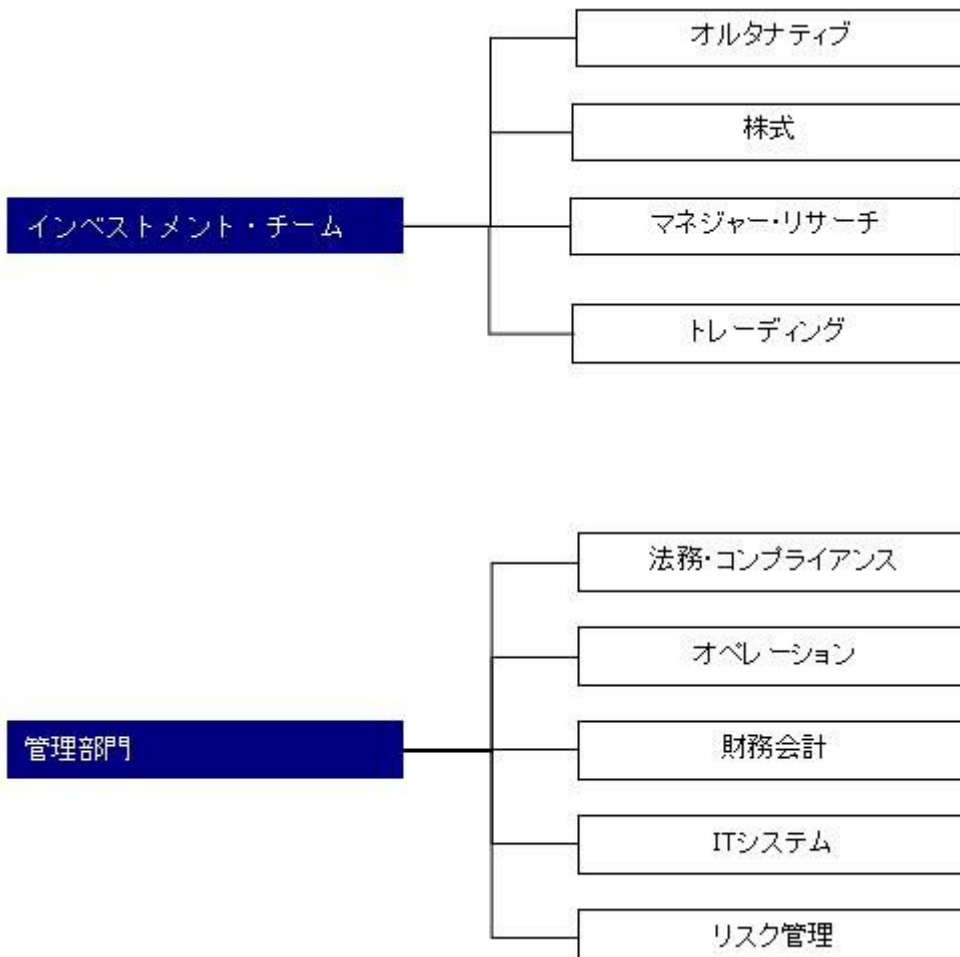 オルタナティブ
株式
インベストメント・チーム
マネジャー・リサーチ
トレーディング
法務・コンプライアンス
オペレーション
管理部門
財務会計
ITシステム
リスク管理